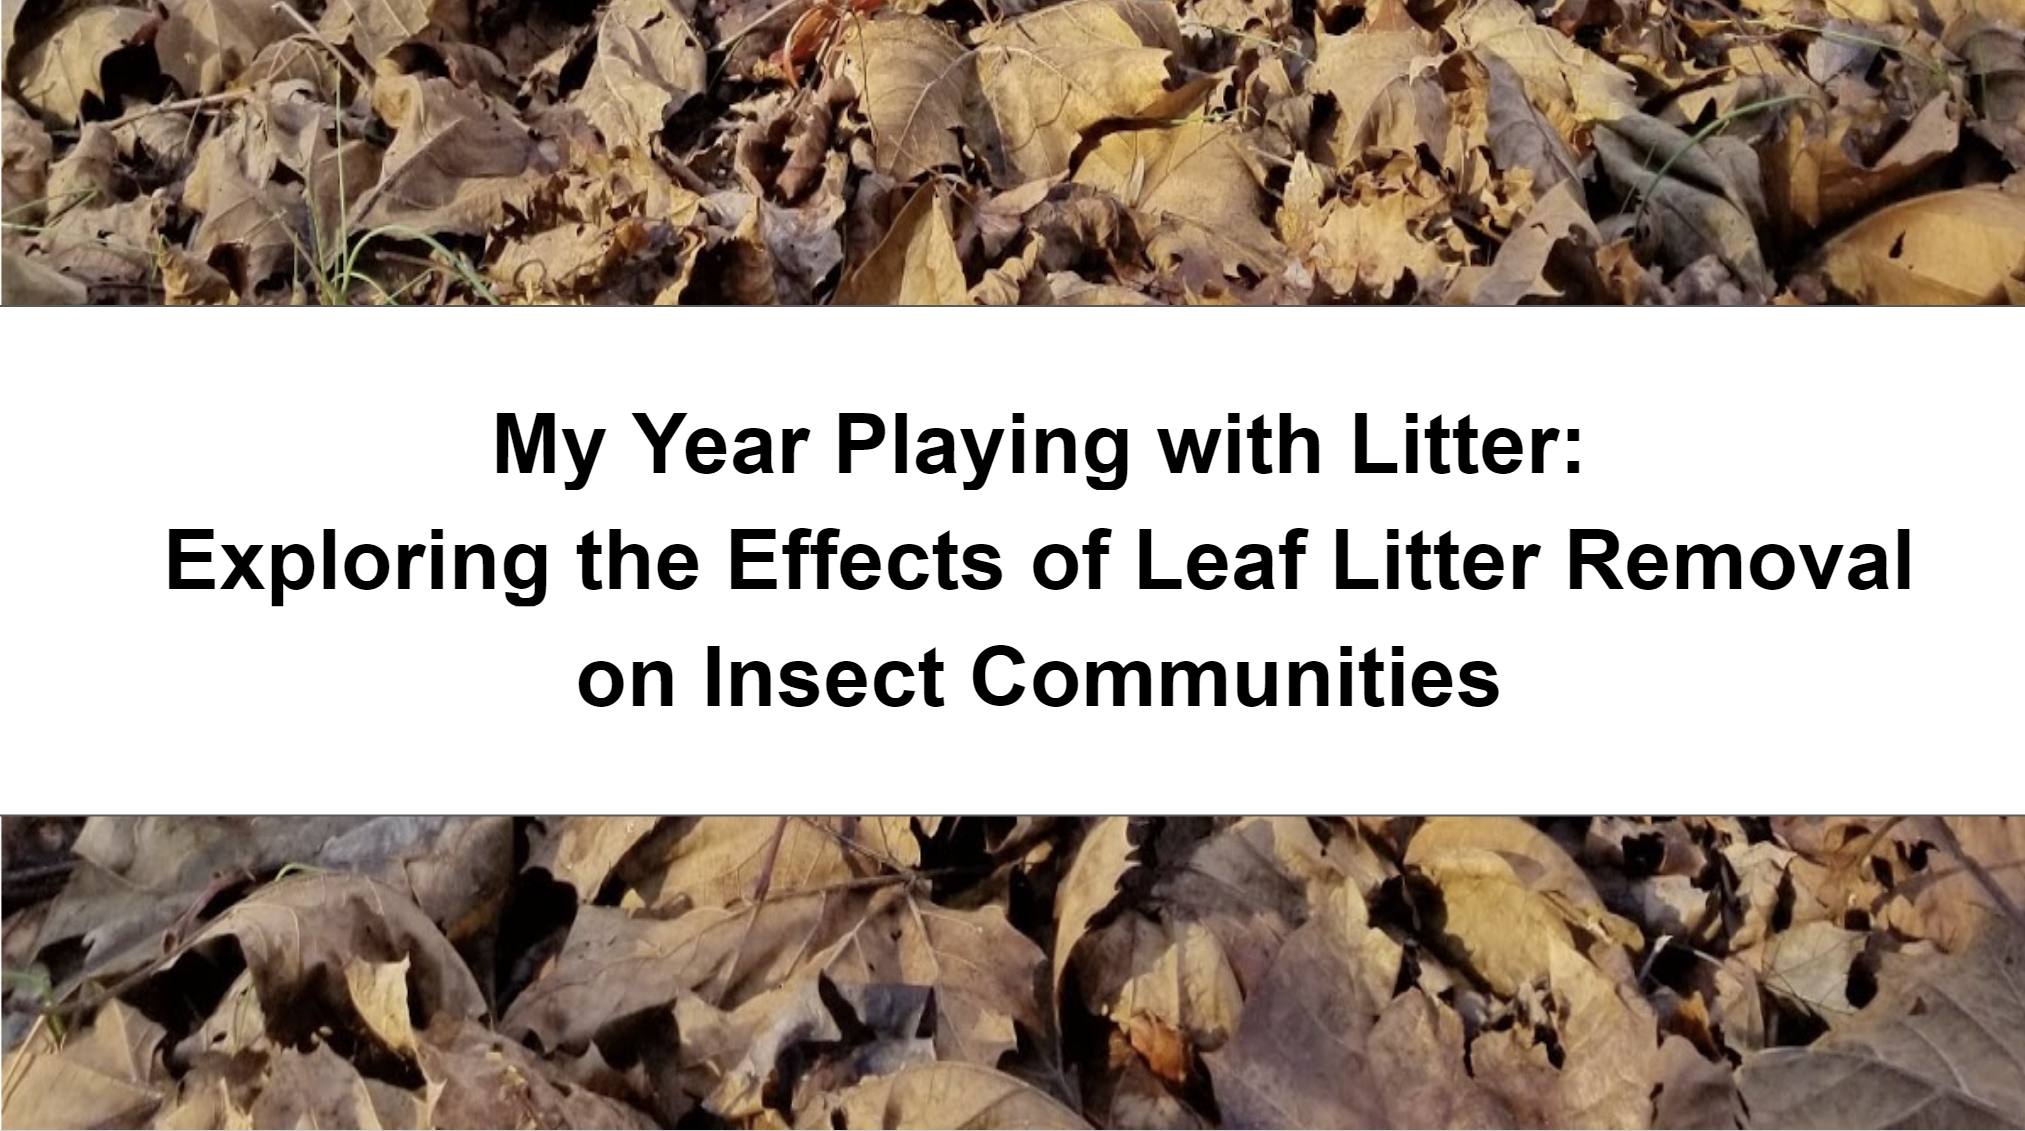 My Year Playing with Litter:
Exploring the Effects of Leaf Litter Removal
on Insect Communities